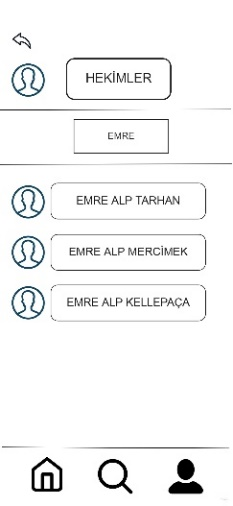 HEKİMLER
EMRE
EMRE ALP TARHAN
EMRE ALP MERCİMEK
EMRE ALP KELLEPAÇA